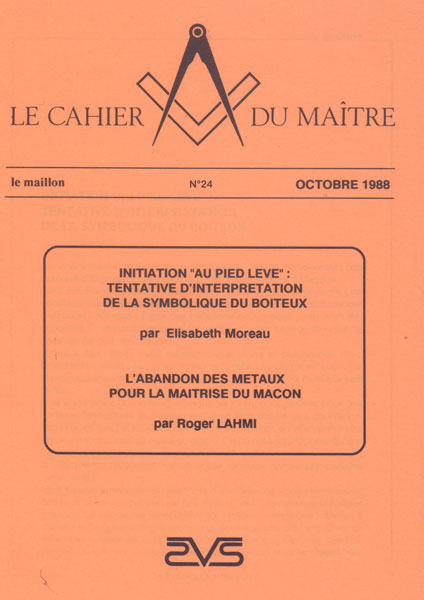 LE CAHIER DU MAÎTRE
le maillon N°24 OCTOBRE 1988
INITIATION "AU PIED LEVE" :
TENTATIVE D'INTERPRETATION
DE LA SYMBOLIQUE DU BOITEUX
par Elisabeth Moreau
L'ABANDON DES METAUX
POUR LA MAITRISE DU MACON
par Roger LAHMI
SVS